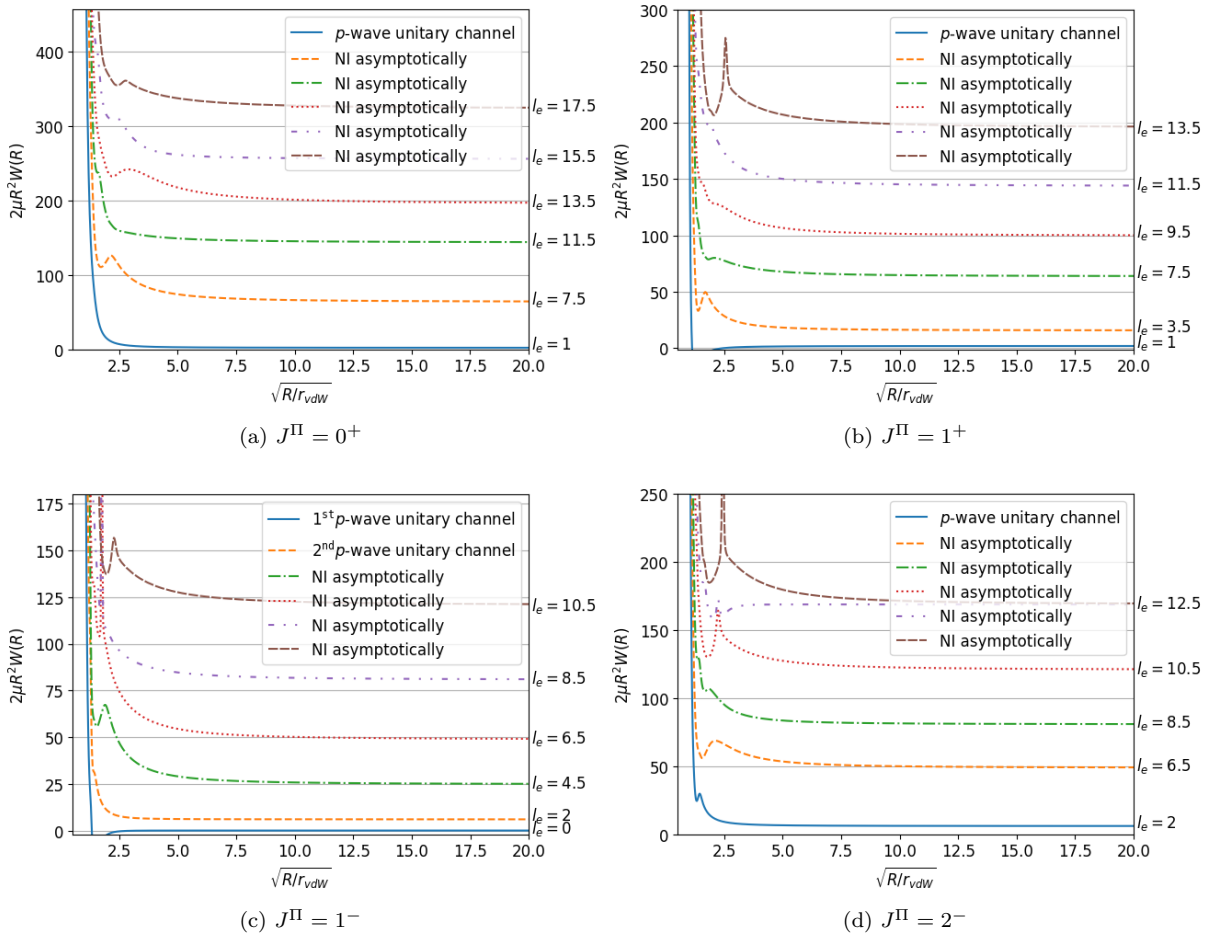 2μR²W(R)
400
300
200
100
0
p-wave unitary channel
NI asymptotically
NI asymptotically
NI asymptotically
NI asymptotically
NI asymptotically
l_e = 17.5
l_e = 15.5
l_e = 13.5
l_e = 11.5
l_e = 7.5
l_e = 1
2.5 5.0 7.5 10.0 12.5 15.0 17.5 20.0
√R/r_vdW
(a) J^Π = 0⁺
2μR²W(R)
300
250
200
150
100
50
0
p-wave unitary channel
NI asymptotically
NI asymptotically
NI asymptotically
NI asymptotically
NI asymptotically
l_e = 13.5
l_e = 11.5
l_e = 9.5
l_e = 7.5
l_e = 3.5
l_e = 1
2.5 5.0 7.5 10.0 12.5 15.0 17.5 20.0
√R/r_vdW
(b) J^Π = 1⁺
2μR²W(R)
175
150
125
100
75
50
25
0
1ˢᵗ p-wave unitary channel
2ⁿᵈ p-wave unitary channel
NI asymptotically
NI asymptotically
NI asymptotically
NI asymptotically
l_e = 10.5
l_e = 8.5
l_e = 6.5
l_e = 4.5
l_e = 2
l_e = 0
2.5 5.0 7.5 10.0 12.5 15.0 17.5 20.0
√R/r_vdW
(c) J^Π = 1⁻
2μR²W(R)
250
200
150
100
50
0
p-wave unitary channel
NI asymptotically
NI asymptotically
NI asymptotically
NI asymptotically
NI asymptotically
l_e = 12.5
l_e = 10.5
l_e = 8.5
l_e = 6.5
l_e = 2
2.5 5.0 7.5 10.0 12.5 15.0 17.5 20.0
√R/r_vdW
(d) J^Π = 2⁻